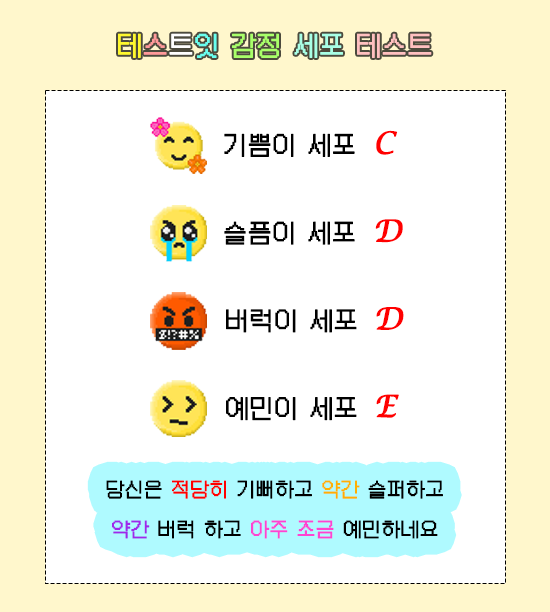 테스트잇 감정 세포 테스트
기쁨이 세포 C
슬픔이 세포 D
$!?#%
버럭이 세포 D
예민이 세포 E
당신은 적당히 기뻐하고 약간 슬퍼하고
약간 버럭 하고 아주 조금 예민하네요